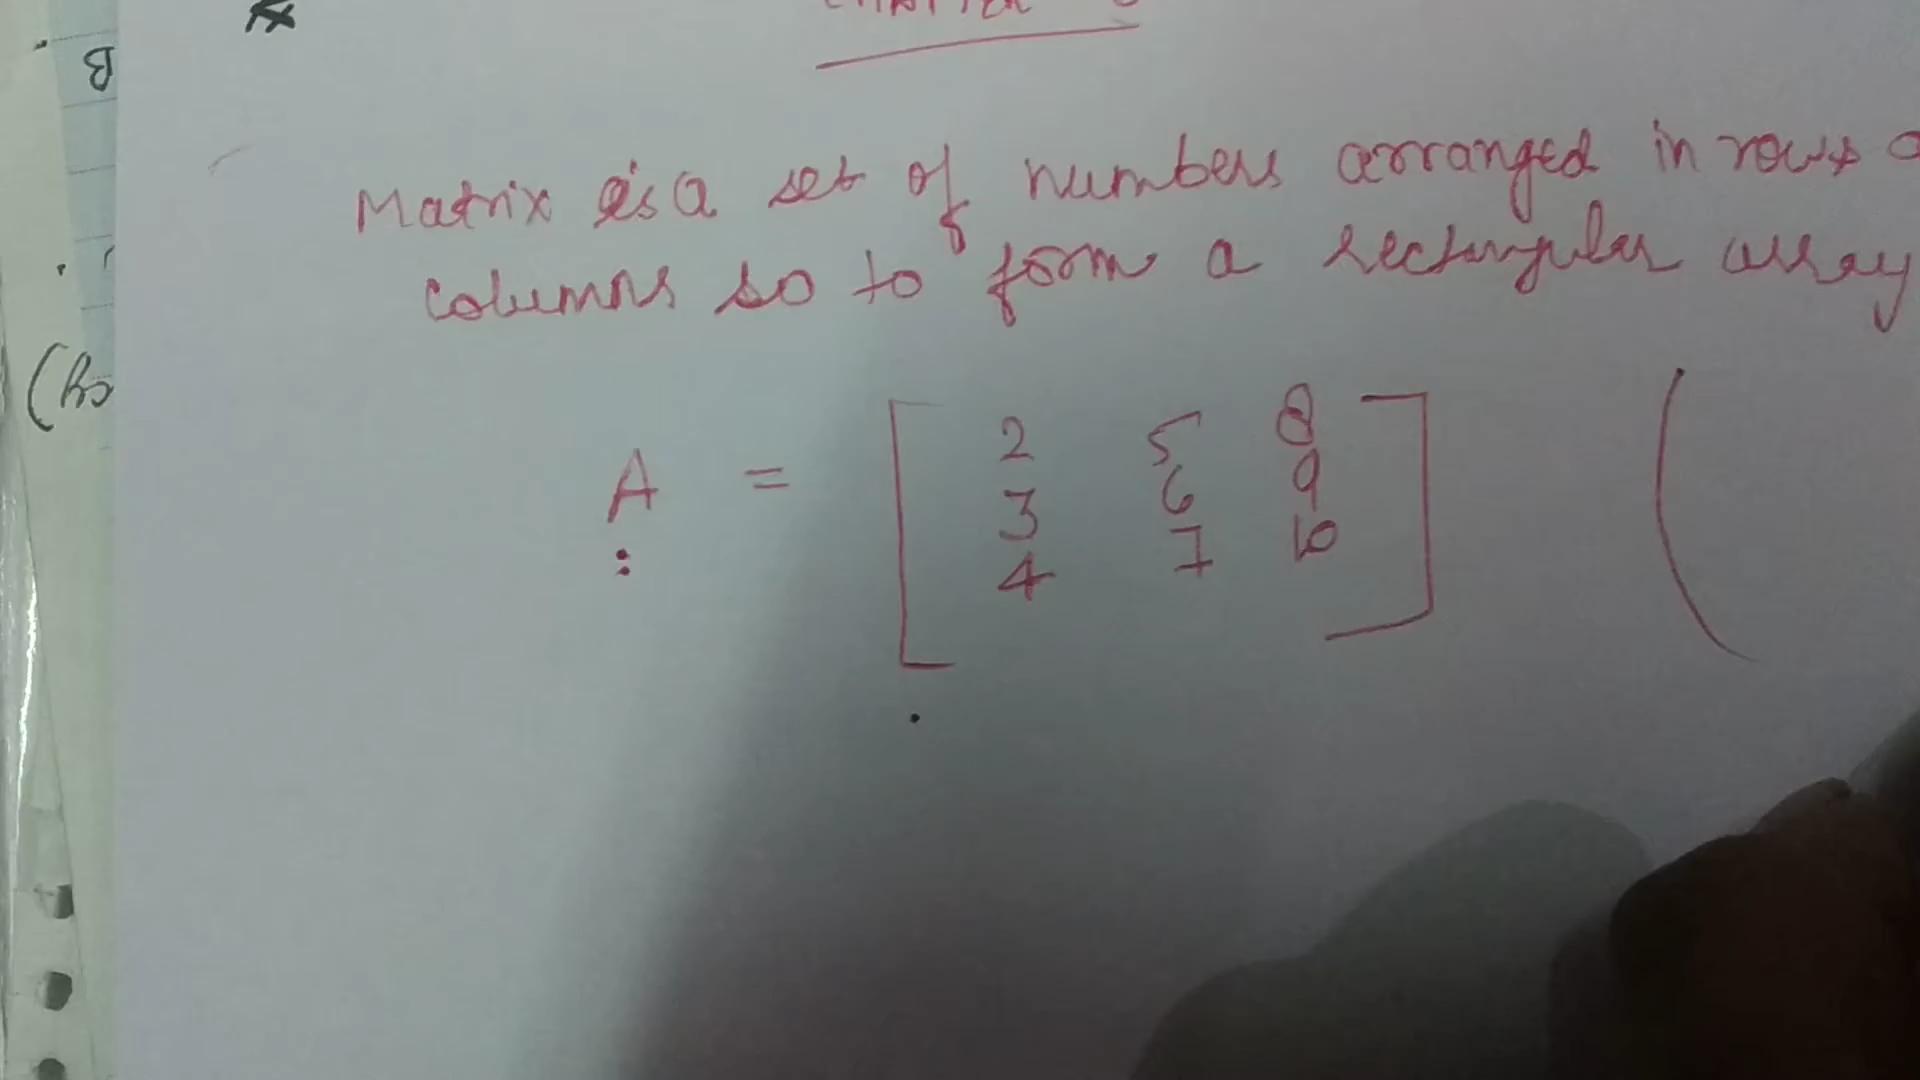 Matrix is a set of numbers arranged in rows
columns so to form a rectangular array
A = [ 2 5 8
3 6 9
4 7 10 ] (